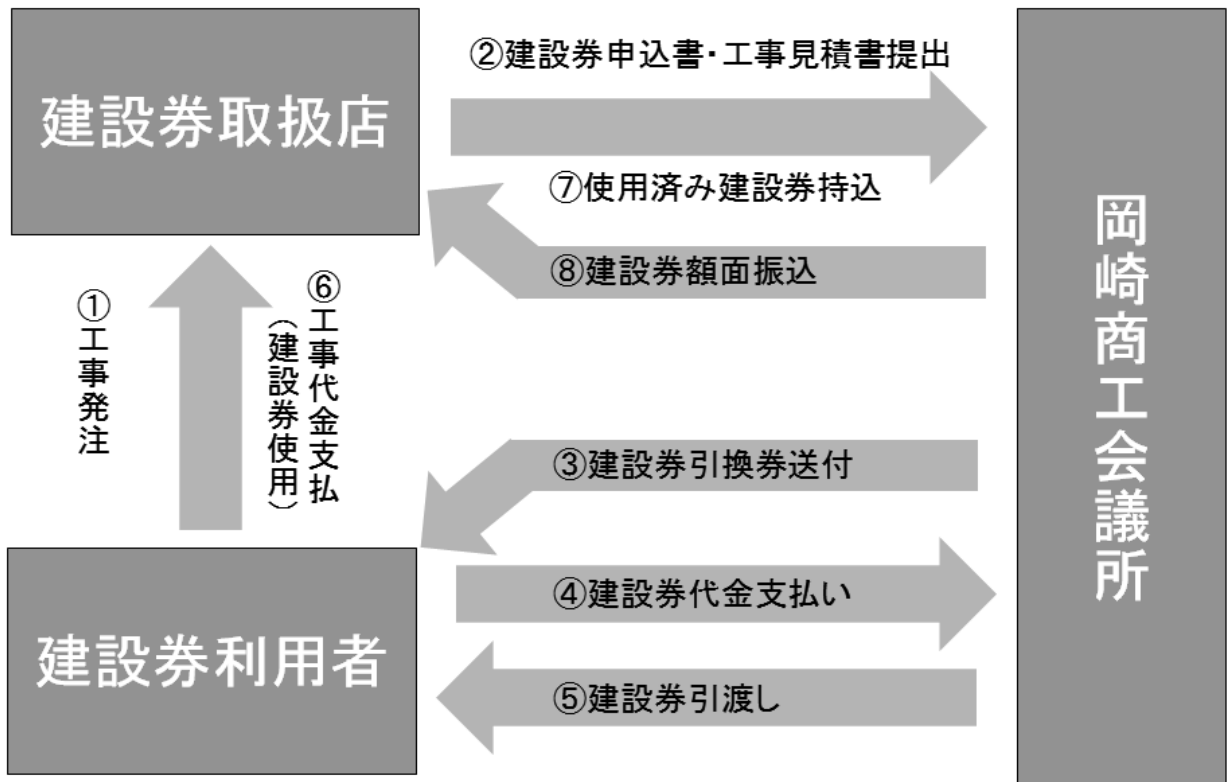 ②建設券申込書・工事見積書提出
建設券取扱店
⑦使用済み建設券持込
⑧建設券額面振込
①工事発注
⑥工事代金支払
（建設券使用）
岡崎商工会議所
③建設券引換券送付
④建設券代金支払い
建設券利用者
⑤建設券引渡し